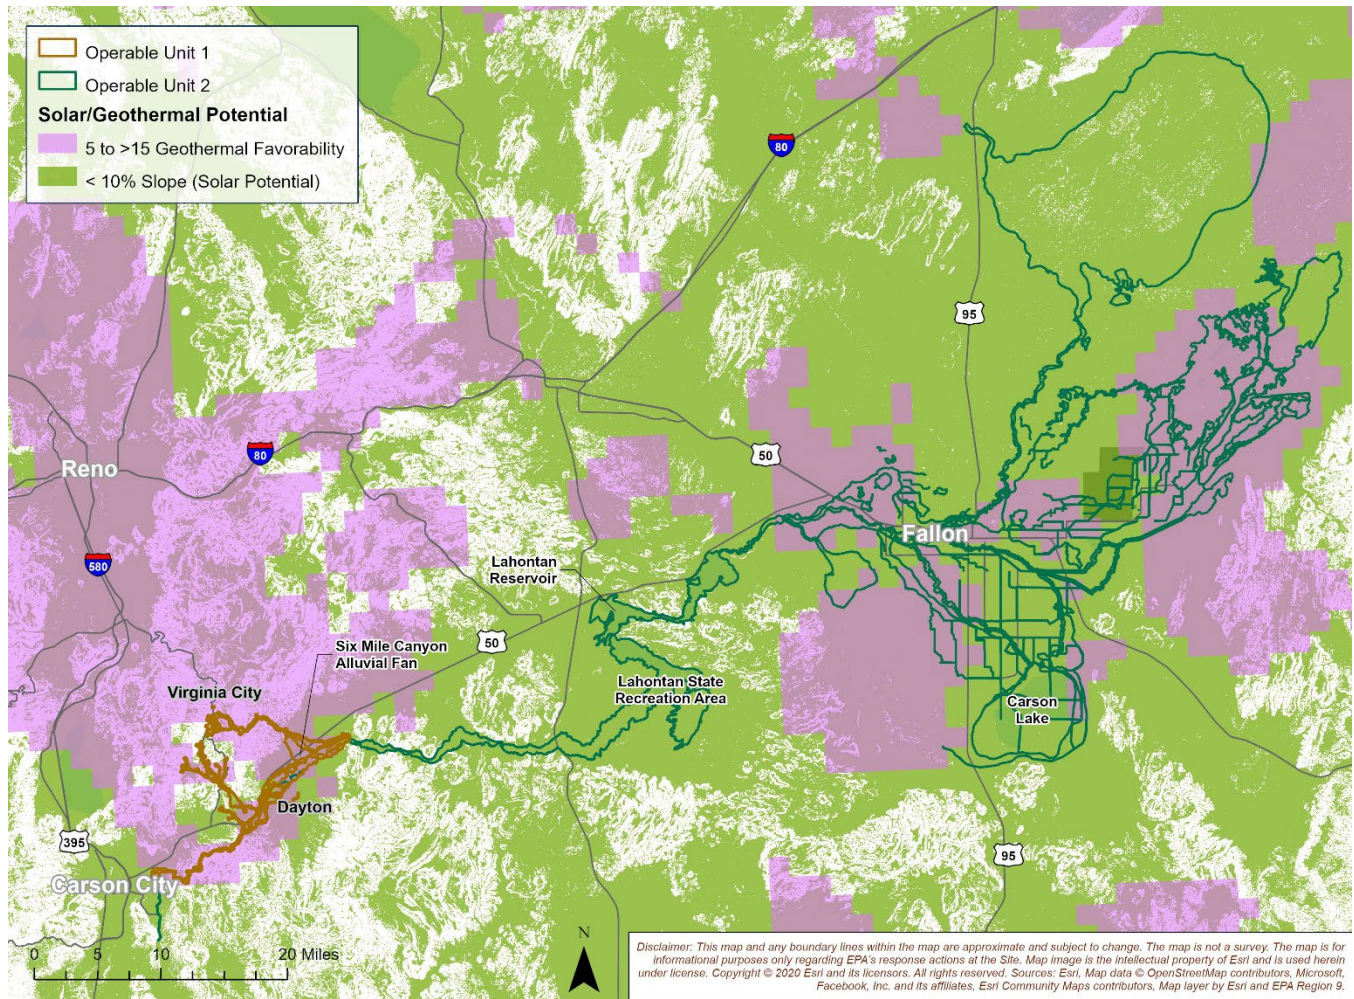 Operable Unit 1
Operable Unit 2
Solar/Geothermal Potential
5 to >15 Geothermal Favorability
< 10% Slope (Solar Potential)
80
95
50
80
Reno
Fallon
580
Lahontan
Reservoir
50
Six Mile Canyon
Alluvial Fan
Virginia City
Lahontan State
Recreation Area
Carson
Lake
Dayton
395
95
Carson City
N
0 5 10 20 Miles
Disclaimer: This map and any boundary lines within the map are approximate and subject to change. The map is not a survey. The map is for
informational purposes only regarding EPA's response actions at the Site. Map image is the intellectual property of Esri and is used herein
under license. Copyright © 2020 Esri and its licensors. All rights reserved. Sources: Esri, Map data © OpenStreetMap contributors, Microsoft,
Facebook, Inc. and its affiliates, Esri Community Maps contributors, Map layer by Esri and EPA Region 9.